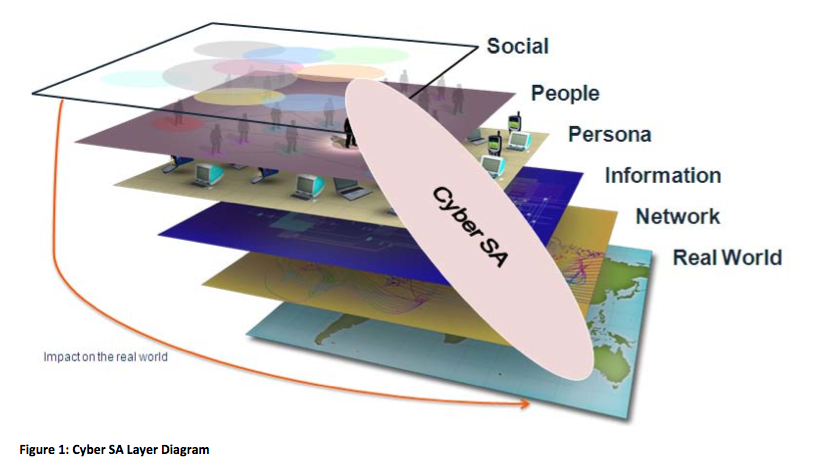 Social
People
Persona
Information
Network
Real World
Cyber SA
Impact on the real world
Figure 1: Cyber SA Layer Diagram